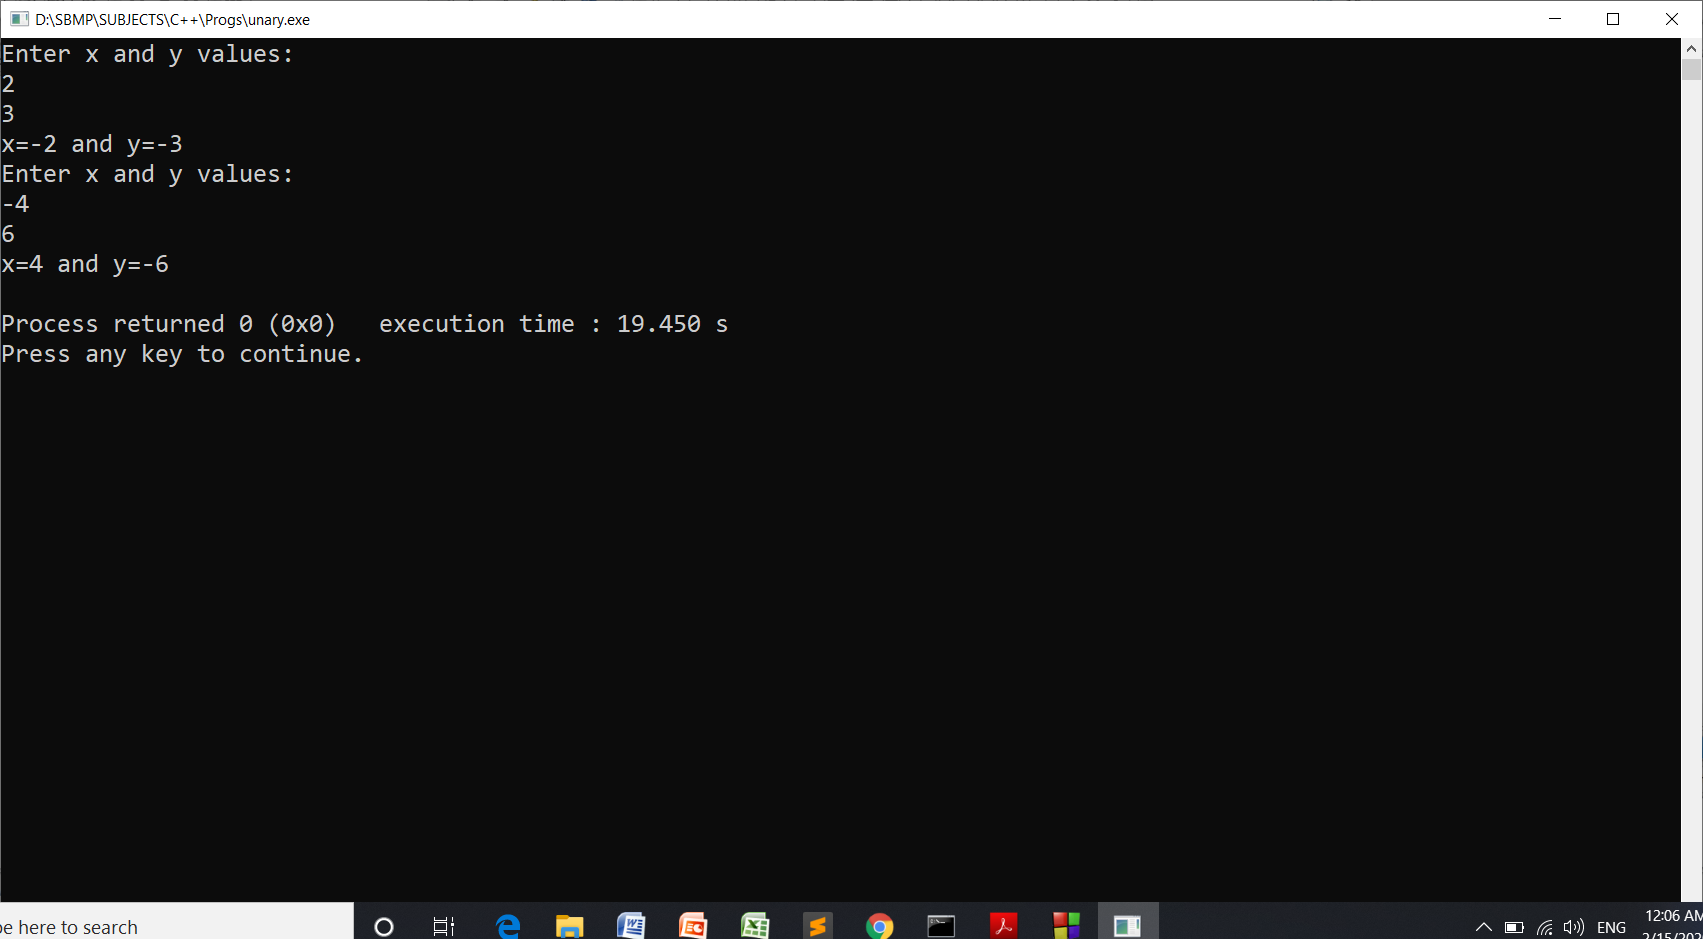 D:\SBMP\SUBJECTS\C++\Progs\unary.exe
Enter x and y values:
2
3
x=-2 and y=-3
Enter x and y values:
-4
6
x=4 and y=-6
Process returned 0 (0x0)   execution time : 19.450 s
Press any key to continue.
here to search
ENG
12:06 AM